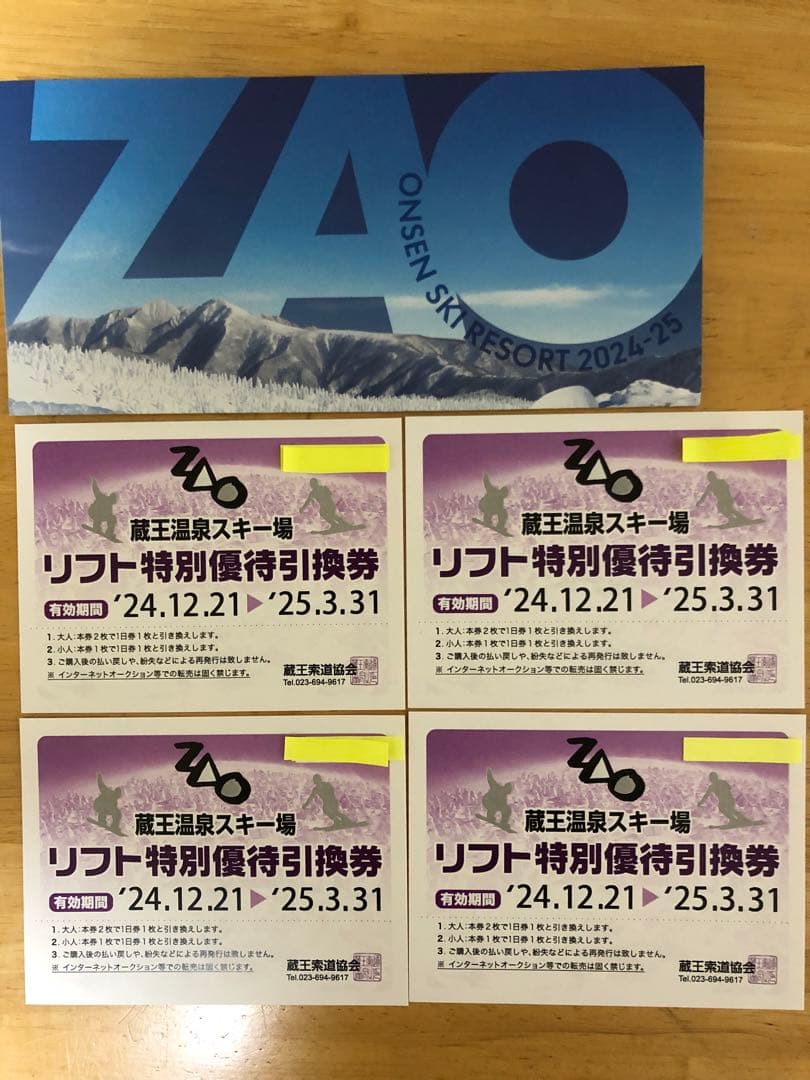 ZAO
ONSEN SKI RESORT 2024-25
ZAO
蔵王温泉スキー場
リフト特別優待引換券
有効期間 '24.12.21▶'25.3.31
1. 大人:本券2枚で1日券1枚と引き換えします。
2. 小人:本券1枚で1日券1枚と引き換えします。
3. ご購入後の払い戻しや、紛失などによる再発行は致しません。
※ インターネットオークション等での転売は固く禁じます。
蔵王索道協会
Tel.023-694-9617
ZAO
蔵王温泉スキー場
リフト特別優待引換券
有効期間 '24.12.21▶'25.3.31
1. 大人:本券2枚で1日券1枚と引き換えします。
2. 小人:本券1枚で1日券1枚と引き換えします。
3. ご購入後の払い戻しや、紛失などによる再発行は致しません。
※ インターネットオークション等での転売は固く禁じます。
蔵王索道協会
Tel.023-694-9617
ZAO
蔵王温泉スキー場
リフト特別優待引換券
有効期間 '24.12.21▶'25.3.31
1. 大人:本券2枚で1日券1枚と引き換えします。
2. 小人:本券1枚で1日券1枚と引き換えします。
3. ご購入後の払い戻しや、紛失などによる再発行は致しません。
※ インターネットオークション等での転売は固く禁じます。
蔵王索道協会
Tel.023-694-9617
ZAO
蔵王温泉スキー場
リフト特別優待引換券
有効期間 '24.12.21▶'25.3.31
1. 大人:本券2枚で1日券1枚と引き換えします。
2. 小人:本券1枚で1日券1枚と引き換えします。
3. ご購入後の払い戻しや、紛失などによる再発行は致しません。
※ インターネットオークション等での転売は固く禁じます。
蔵王索道協会
Tel.023-694-9617